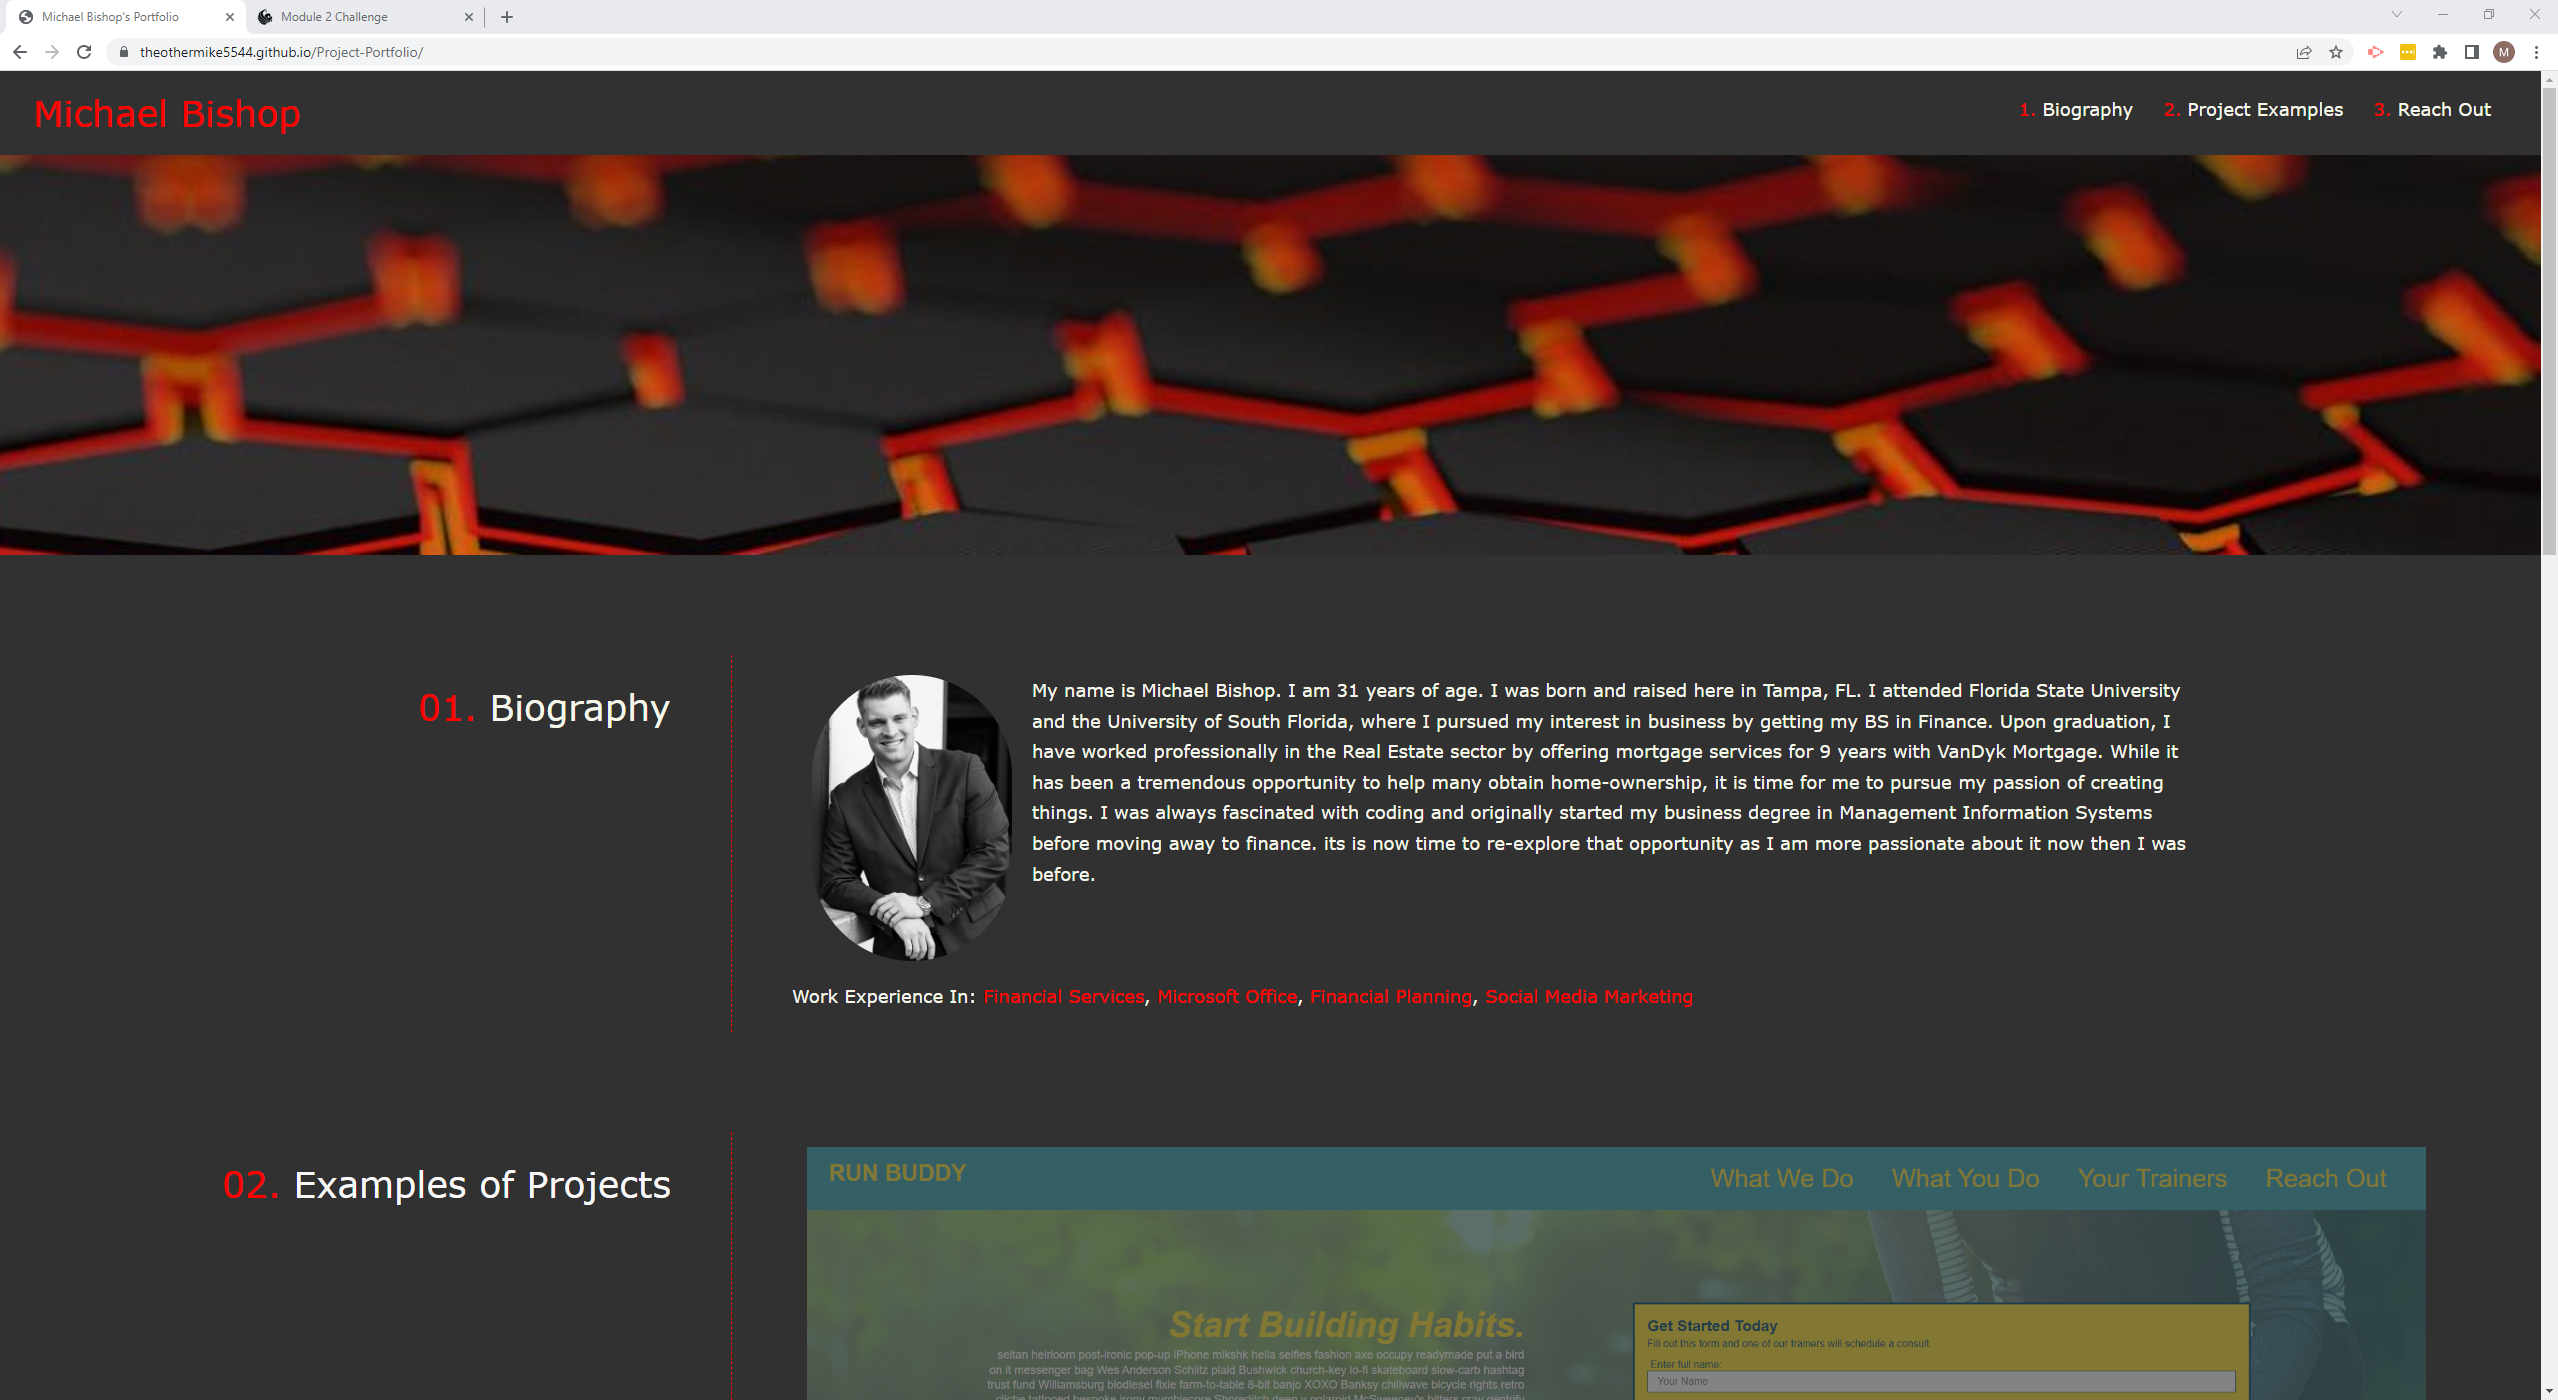 Michael Bishop's Portfolio
Module 2 Challenge
theothermike5544.github.io/Project-Portfolio/
M
Michael Bishop
1. Biography 2. Project Examples 3. Reach Out
01. Biography
My name is Michael Bishop. I am 31 years of age. I was born and raised here in Tampa, FL. I attended Florida State University
and the University of South Florida, where I pursued my interest in business by getting my BS in Finance. Upon graduation, I
have worked professionally in the Real Estate sector by offering mortgage services for 9 years with VanDyk Mortgage. While it
has been a tremendous opportunity to help many obtain home-ownership, it is time for me to pursue my passion of creating
things. I was always fascinated with coding and originally started my business degree in Management Information Systems
before moving away to finance. its is now time to re-explore that opportunity as I am more passionate about it now then I was
before.
Work Experience In: Financial Services, Microsoft Office, Financial Planning, Social Media Marketing
02. Examples of Projects
RUN BUDDY
What We Do What You Do Your Trainers Reach Out
Start Building Habits.
seitan heirloom post-ironic pop-up iPhone mlkshk hella selfies fashion axe occupy readymade put a bird
on it messenger bag Wes Anderson Schlitz plaid Bushwick church-key lo-fi skateboard slow-carb hashtag
trust fund Williamsburg biodiesel fixie farm-to-table 8-bit banjo XOXO Banksy chillwave bicycle rights retro
Get Started Today
Fill out this form and one of our trainers will schedule a consult
Enter full name:
Your Name